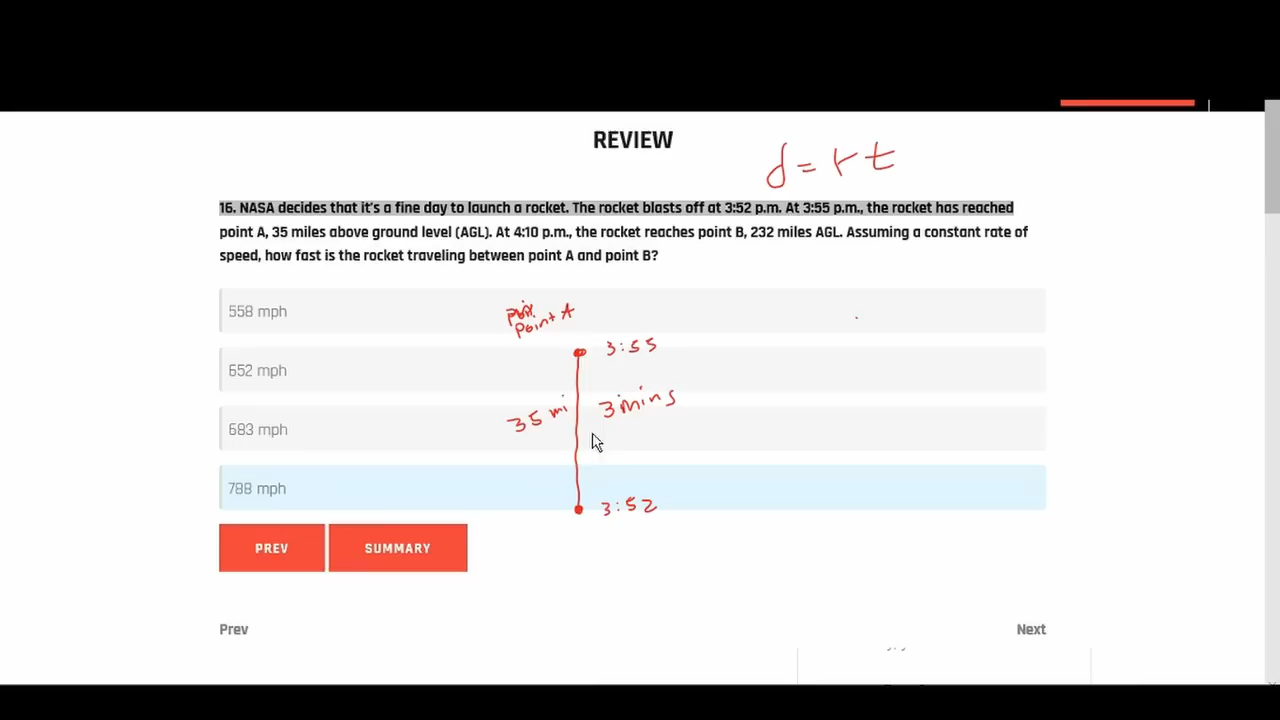 REVIEW
d = rt
16. NASA decides that it's a fine day to launch a rocket. The rocket blasts off at 3:52 p.m. At 3:55 p.m., the rocket has reached
point A, 35 miles above ground level (AGL). At 4:10 p.m., the rocket reaches point B, 232 miles AGL. Assuming a constant rate of
speed, how fast is the rocket traveling between point A and point B?
558 mph
point A
3:55
652 mph
35 mi
3 mins
683 mph
788 mph
3:52
PREV
SUMMARY
Prev
Next